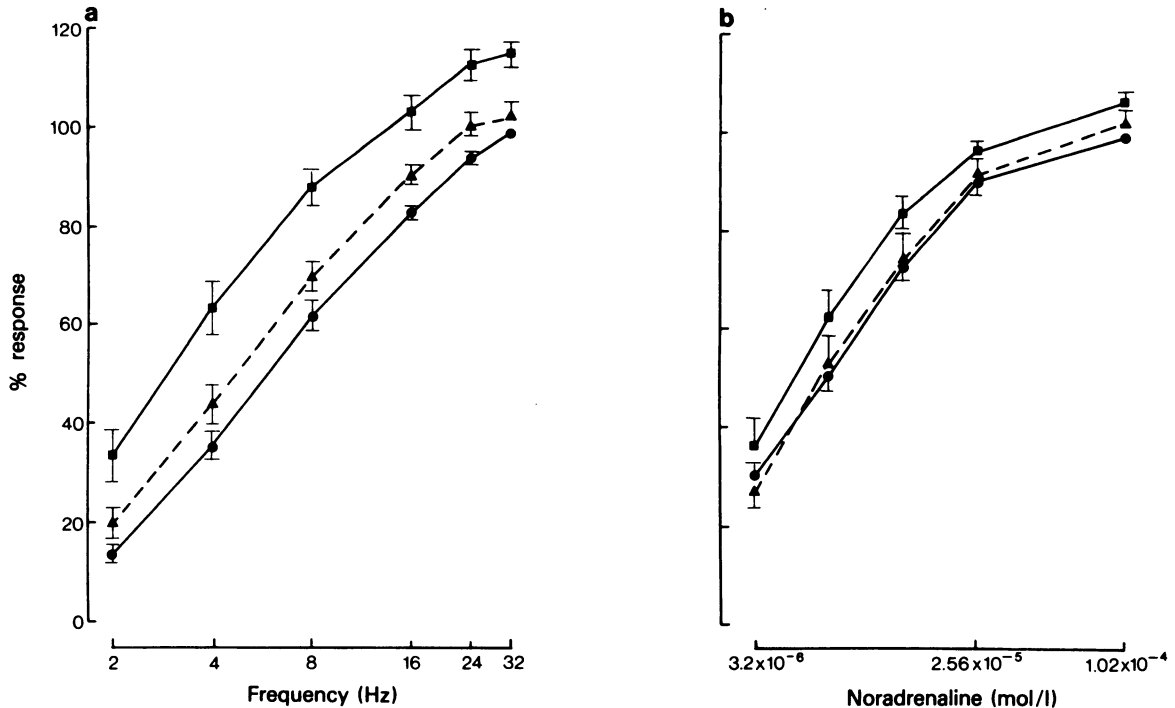 a
120
100
80
60
40
20
0
% response
2 4 8 16 24 32
Frequency (Hz)
b
3.2x10⁻⁶ 2.56x10⁻⁵ 1.02x10⁻⁴
Noradrenaline (mol/l)